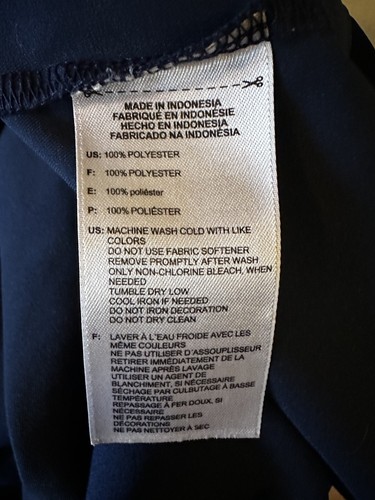 MADE IN INDONESIA
FABRIQUÉ EN INDONÉSIE
HECHO EN INDONESIA
FABRICADO NA INDONÉSIA
US: 100% POLYESTER
F: 100% POLYESTER
E: 100% poliéster
P: 100% POLIÉSTER
US: MACHINE WASH COLD WITH LIKE
COLORS
DO NOT USE FABRIC SOFTENER
REMOVE PROMPTLY AFTER WASH
ONLY NON-CHLORINE BLEACH, WHEN
NEEDED
TUMBLE DRY LOW
COOL IRON IF NEEDED
DO NOT IRON DECORATION
DO NOT DRY CLEAN
F: LAVER À L'EAU FROIDE AVEC LES
MÊME COULEURS
NE PAS UTILISER D'ASSOUPLISSEUR
RETIRER IMMÉDIATEMENT DE LA
MACHINE APRÈS LAVAGE
UTILISER UN AGENT DE
BLANCHIMENT, SI NÉCESSAIRE
SÉCHAGE PAR CULBUTAGE À BASSE
TEMPÉRATURE
REPASSAGE À FER DOUX, SI
NÉCESSAIRE
NE PAS REPASSER LES
DÉCORATIONS
NE PAS NETTOYER À SEC